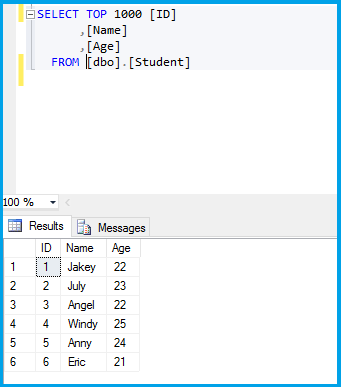 SELECT TOP 1000 [ID]
,[Name]
,[Age]
FROM [dbo].[Student]
100 %
Results Messages
ID Name Age
1 1 Jakey 22
2 2 July 23
3 3 Angel 22
4 4 Windy 25
5 5 Anny 24
6 6 Eric 21